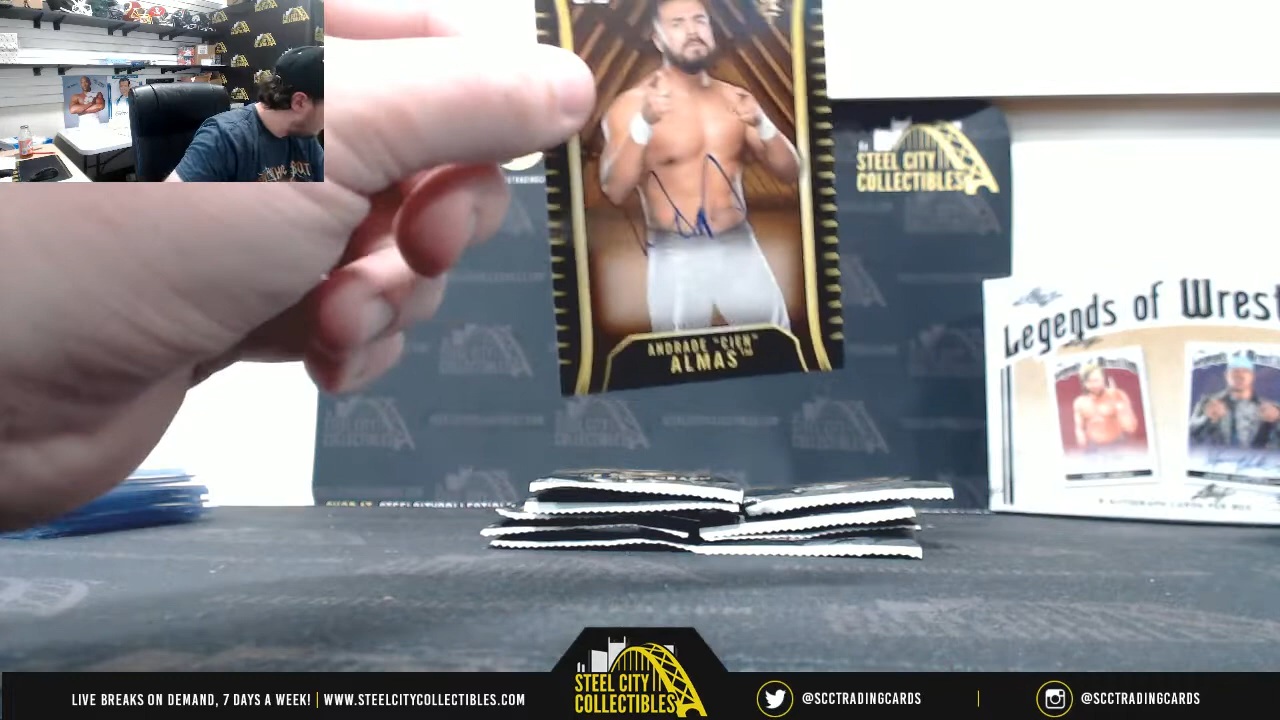 STEEL CITY
COLLECTIBLES
Legends of Wrest
ANDRADE "CIEN"
ALMAS™
LIVE BREAKS ON DEMAND, 7 DAYS A WEEK! | WWW.STEELCITYCOLLECTIBLES.COM
STEEL CITY
COLLECTIBLES
@SCCTRADINGCARDS
@SCCTRADINGCARDS